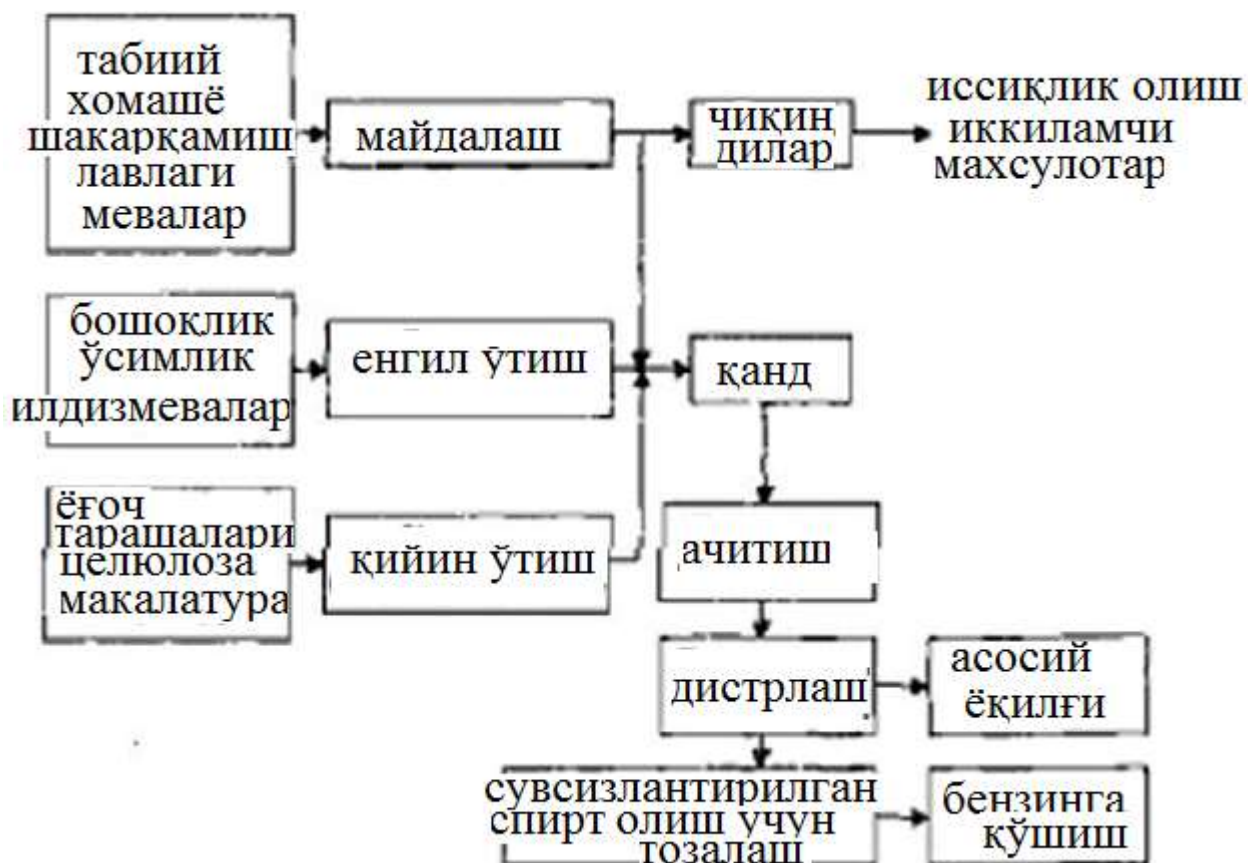 табиий
хомашё
шакарқамиш
лавлаги
мевалар
майдалаш
чиқин
дилар
иссиқлик олиш
иккиламчи
махсулотар
бошоқлик
ўсимлик
илдизмевалар
енгил ўтиш
қанд
ёғоч
тарашалари
целюлоза
макалатура
қийин ўтиш
ачитиш
дистрлаш
асосий
ёқилғи
сувсизлантирилган
спирт олиш учун
тозалаш
бензинга
қўшиш